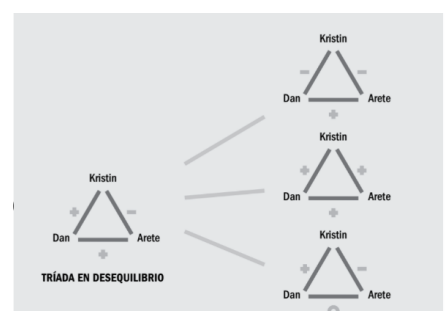 Kristin
Dan Arete
Kristin
Dan Arete
Kristin
Dan Arete
TRÍADA EN DESEQUILIBRIO
Kristin
Dan Arete